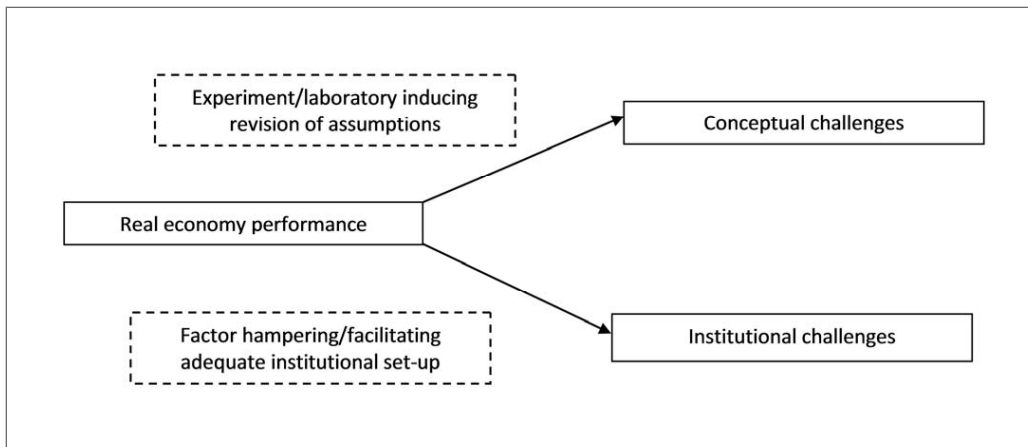 Experiment/laboratory inducing
revision of assumptions
Conceptual challenges
Real economy performance
Factor hampering/facilitating
adequate institutional set-up
Institutional challenges